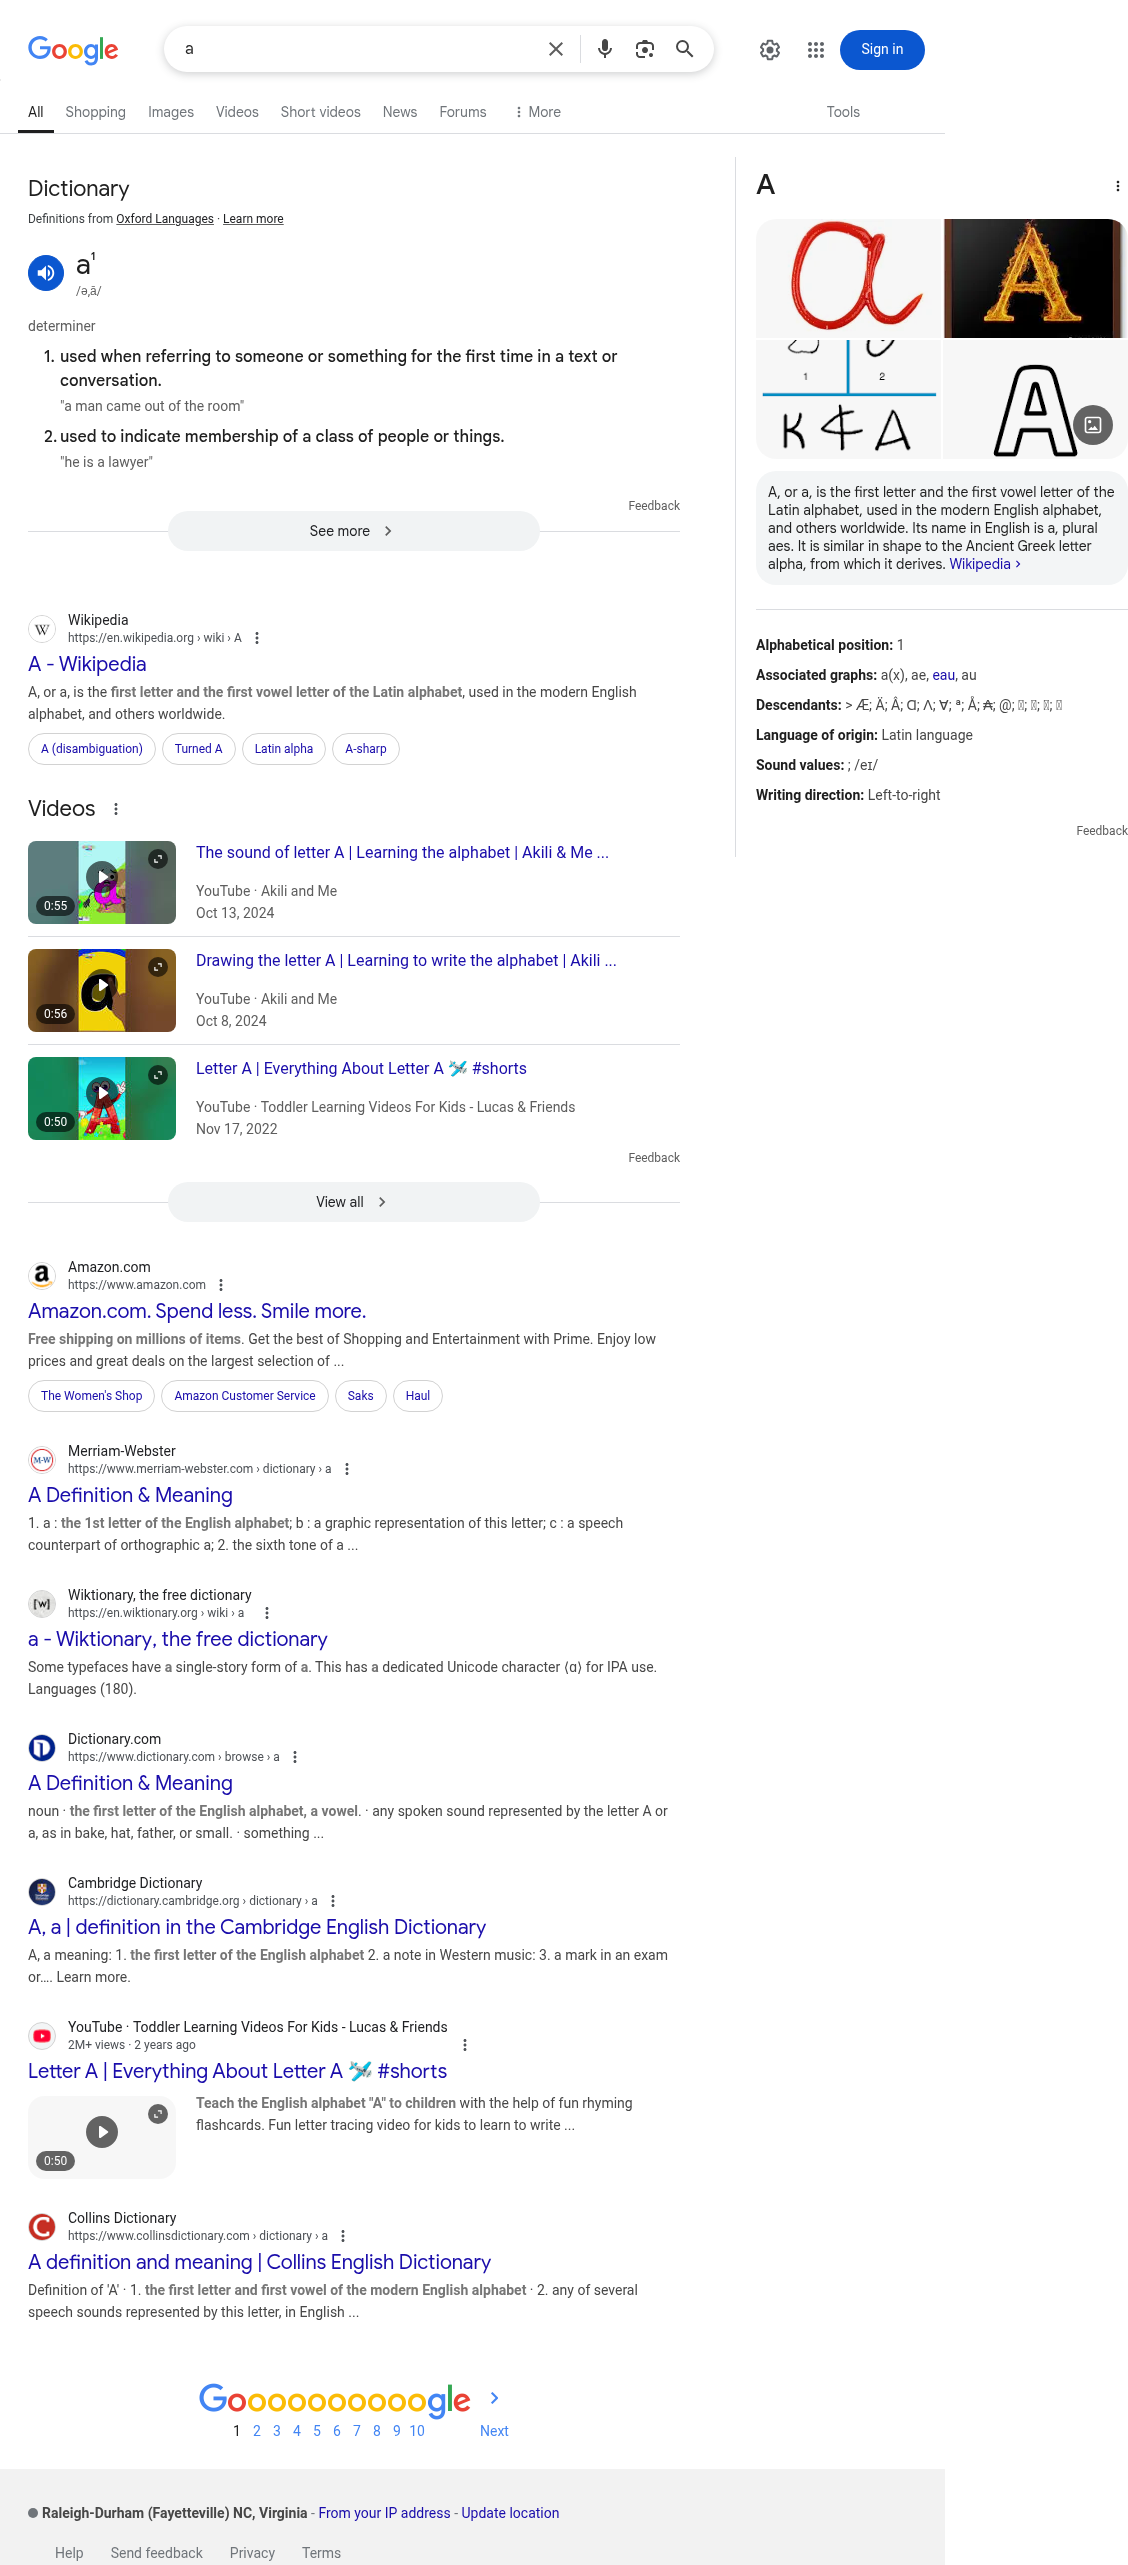 Google
a
Sign in
All
Shopping
Images
Videos
Short videos
News
Forums
More
Tools
Dictionary
Definitions from Oxford Languages · Learn more
a¹
/ə,ā/
determiner
1. used when referring to someone or something for the first time in a text or
conversation.
"a man came out of the room"
2. used to indicate membership of a class of people or things.
"he is a lawyer"
Feedback
See more
Wikipedia
https://en.wikipedia.org › wiki › A
A - Wikipedia
A, or a, is the first letter and the first vowel letter of the Latin alphabet, used in the modern English
alphabet, and others worldwide.
A (disambiguation)
Turned A
Latin alpha
A-sharp
Videos
0:55
The sound of letter A | Learning the alphabet | Akili & Me ...
YouTube · Akili and Me
Oct 13, 2024
a
0:56
Drawing the letter A | Learning to write the alphabet | Akili ...
YouTube · Akili and Me
Oct 8, 2024
A
0:50
Letter A | Everything About Letter A 🛩️ #shorts
YouTube · Toddler Learning Videos For Kids - Lucas & Friends
Nov 17, 2022
Feedback
View all
a
Amazon.com
https://www.amazon.com
Amazon.com. Spend less. Smile more.
Free shipping on millions of items. Get the best of Shopping and Entertainment with Prime. Enjoy low
prices and great deals on the largest selection of ...
The Women's Shop
Amazon Customer Service
Saks
Haul
M-W
Merriam-Webster
https://www.merriam-webster.com › dictionary › a
A Definition & Meaning
1. a : the 1st letter of the English alphabet; b : a graphic representation of this letter; c : a speech
counterpart of orthographic a; 2. the sixth tone of a ...
[w]
Wiktionary, the free dictionary
https://en.wiktionary.org › wiki › a
a - Wiktionary, the free dictionary
Some typefaces have a single-story form of a. This has a dedicated Unicode character ⟨ɑ⟩ for IPA use.
Languages (180).
Dictionary.com
https://www.dictionary.com › browse › a
A Definition & Meaning
noun · the first letter of the English alphabet, a vowel. · any spoken sound represented by the letter A or
a, as in bake, hat, father, or small. · something ...
Cambridge Dictionary
https://dictionary.cambridge.org › dictionary › a
A, a | definition in the Cambridge English Dictionary
A, a meaning: 1. the first letter of the English alphabet 2. a note in Western music: 3. a mark in an exam
or.... Learn more.
YouTube · Toddler Learning Videos For Kids - Lucas & Friends
2M+ views · 2 years ago
Letter A | Everything About Letter A 🛩️ #shorts
0:50
Teach the English alphabet "A" to children with the help of fun rhyming
flashcards. Fun letter tracing video for kids to learn to write ...
C
Collins Dictionary
https://www.collinsdictionary.com › dictionary › a
A definition and meaning | Collins English Dictionary
Definition of 'A' · 1. the first letter and first vowel of the modern English alphabet · 2. any of several
speech sounds represented by this letter, in English ...
Goooooooooogle
1 2 3 4 5 6 7 8 9 10 Next
Raleigh-Durham (Fayetteville) NC, Virginia - From your IP address - Update location
Help
Send feedback
Privacy
Terms
A
a
A
1
2
A
A
A, or a, is the first letter and the first vowel letter of the
Latin alphabet, used in the modern English alphabet,
and others worldwide. Its name in English is a, plural
aes. It is similar in shape to the Ancient Greek letter
alpha, from which it derives. Wikipedia ›
Alphabetical position: 1
Associated graphs: a(x), ae, eau, au
Descendants: > Æ; Ä; Â; Ɑ; Λ; Ɐ; ª; Å; ₳; @;
Language of origin: Latin language
Sound values: ; /eɪ/
Writing direction: Left-to-right
Feedback